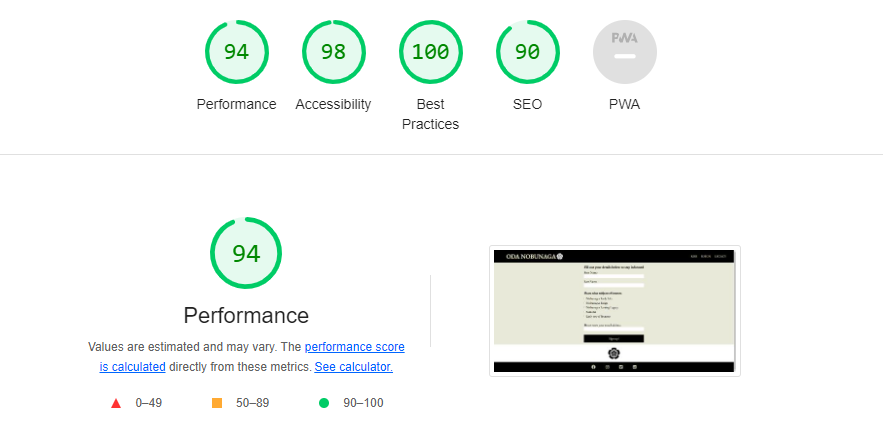 94
98
100
90
PWA
Performance
Accessibility
Best
Practices
SEO
PWA
94
Performance
Values are estimated and may vary. The performance score
is calculated directly from these metrics. See calculator.
0–49
50–89
90–100
ODA NOBUNAGA